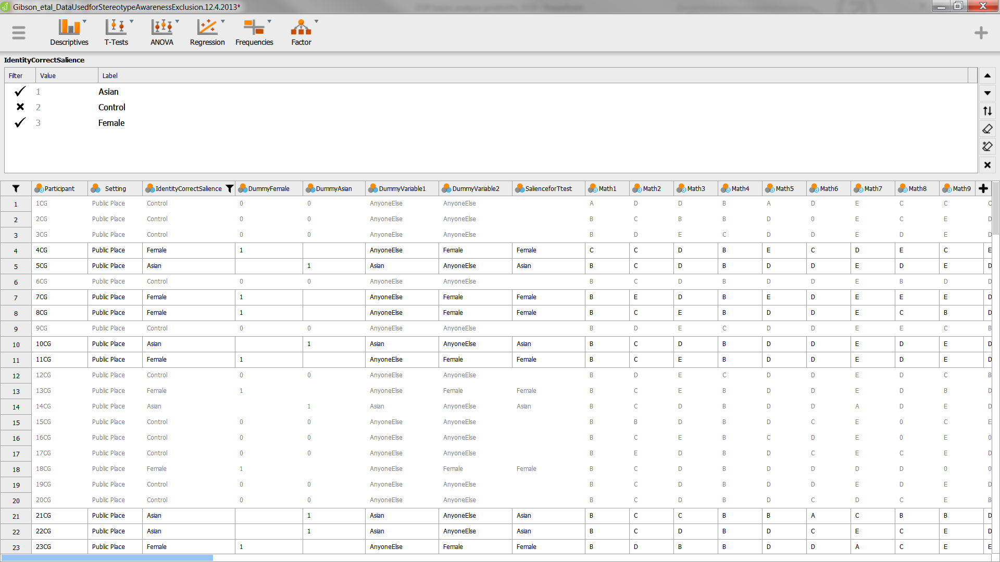 Gibson_etal_DataUsedforStereotypeAwarenessExclusion.12.4.2013*
Descriptives T-Tests ANOVA Regression Frequencies Factor
IdentityCorrectSalience
Filter Value Label
1 Asian
2 Control
3 Female
Participant Setting IdentityCorrectSalience DummyFemale DummyAsian DummyVariable1 DummyVariable2 SalienceforTtest Math1 Math2 Math3 Math4 Math5 Math6 Math7 Math8 Math9
1 1CG Public Place Control 0 0 AnyoneElse AnyoneElse A D D B A D E C C C
2 2CG Public Place Control 0 0 AnyoneElse AnyoneElse B C B B D 0 E C E D
3 3CG Public Place Control 0 0 AnyoneElse AnyoneElse B D E C D D E D E D
4 4CG Public Place Female 1 AnyoneElse Female Female C C D B E C D E C E
5 5CG Public Place Asian 1 Asian AnyoneElse Asian B C D B D D E D E D
6 6CG Public Place Control 0 0 AnyoneElse AnyoneElse B C D B D D E B D D
7 7CG Public Place Female 1 AnyoneElse Female Female B E D B E D E E E D
8 8CG Public Place Female 1 AnyoneElse Female Female B C E B D D E C B D
9 9CG Public Place Control 0 0 AnyoneElse AnyoneElse B D E C D D E E C B
10 10CG Public Place Asian 1 Asian AnyoneElse Asian B C D B D D E D E D
11 11CG Public Place Female 1 AnyoneElse Female Female B C E B D D E D E D
12 12CG Public Place Control 0 0 AnyoneElse AnyoneElse B D E C D D E D C B
13 13CG Public Place Female 1 AnyoneElse Female Female B C E B D D E D B D
14 14CG Public Place Asian 1 Asian AnyoneElse Asian B C D B D D A D E D
15 15CG Public Place Control 0 0 AnyoneElse AnyoneElse B B D B D C E 0 C E
16 16CG Public Place Control 0 0 AnyoneElse AnyoneElse B C E B C D E 0 E 0
17 17CG Public Place Control 0 0 AnyoneElse AnyoneElse B E D B D C E C E D
18 18CG Public Place Female 1 AnyoneElse Female Female B C D B D D D D 0 0
19 19CG Public Place Control 0 0 AnyoneElse AnyoneElse B C D B D D E D E D
20 20CG Public Place Control 0 0 AnyoneElse AnyoneElse B C D B D C D C E B
21 21CG Public Place Asian 1 Asian AnyoneElse Asian B C C B B A C B B D
22 22CG Public Place Asian 1 Asian AnyoneElse Asian B C D B D C E C E D
23 23CG Public Place Female 1 AnyoneElse Female Female B D B B D D A C E E